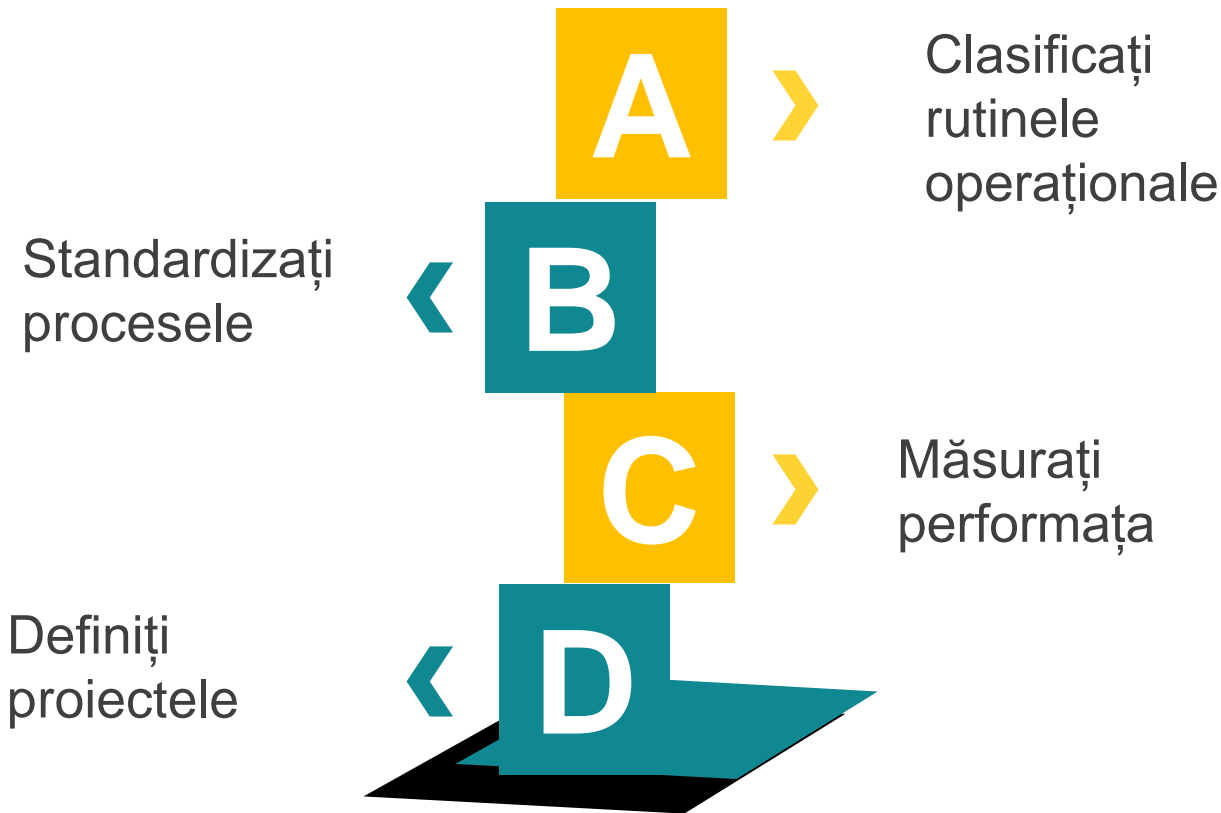 A
Clasificați
rutinele
operaționale
B
Standardizați
procesele
C
Măsurați
performața
D
Definiți
proiectele